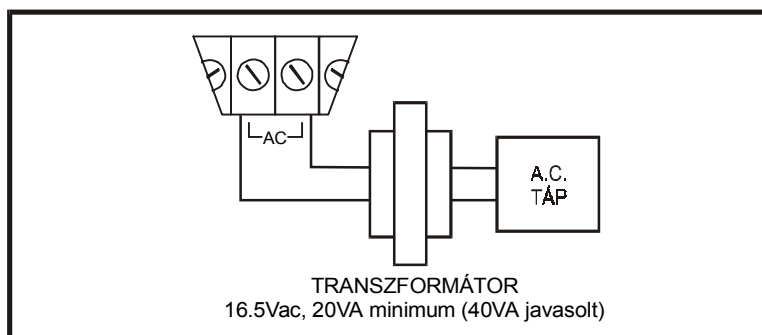 AC
A.C.
TÁP
TRANSZFORMÁTOR
16.5Vac, 20VA minimum (40VA javasolt)